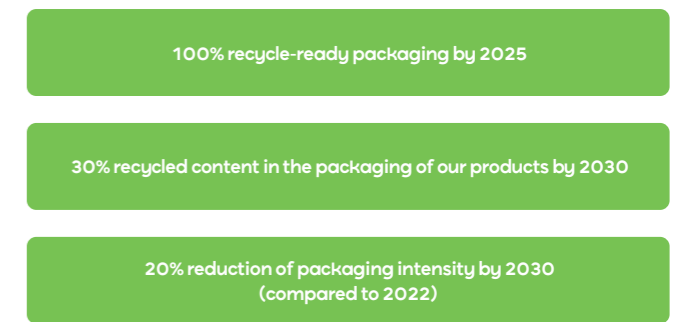 100% recycle-ready packaging by 2025
30% recycled content in the packaging of our products by 2030
20% reduction of packaging intensity by 2030
(compared to 2022)